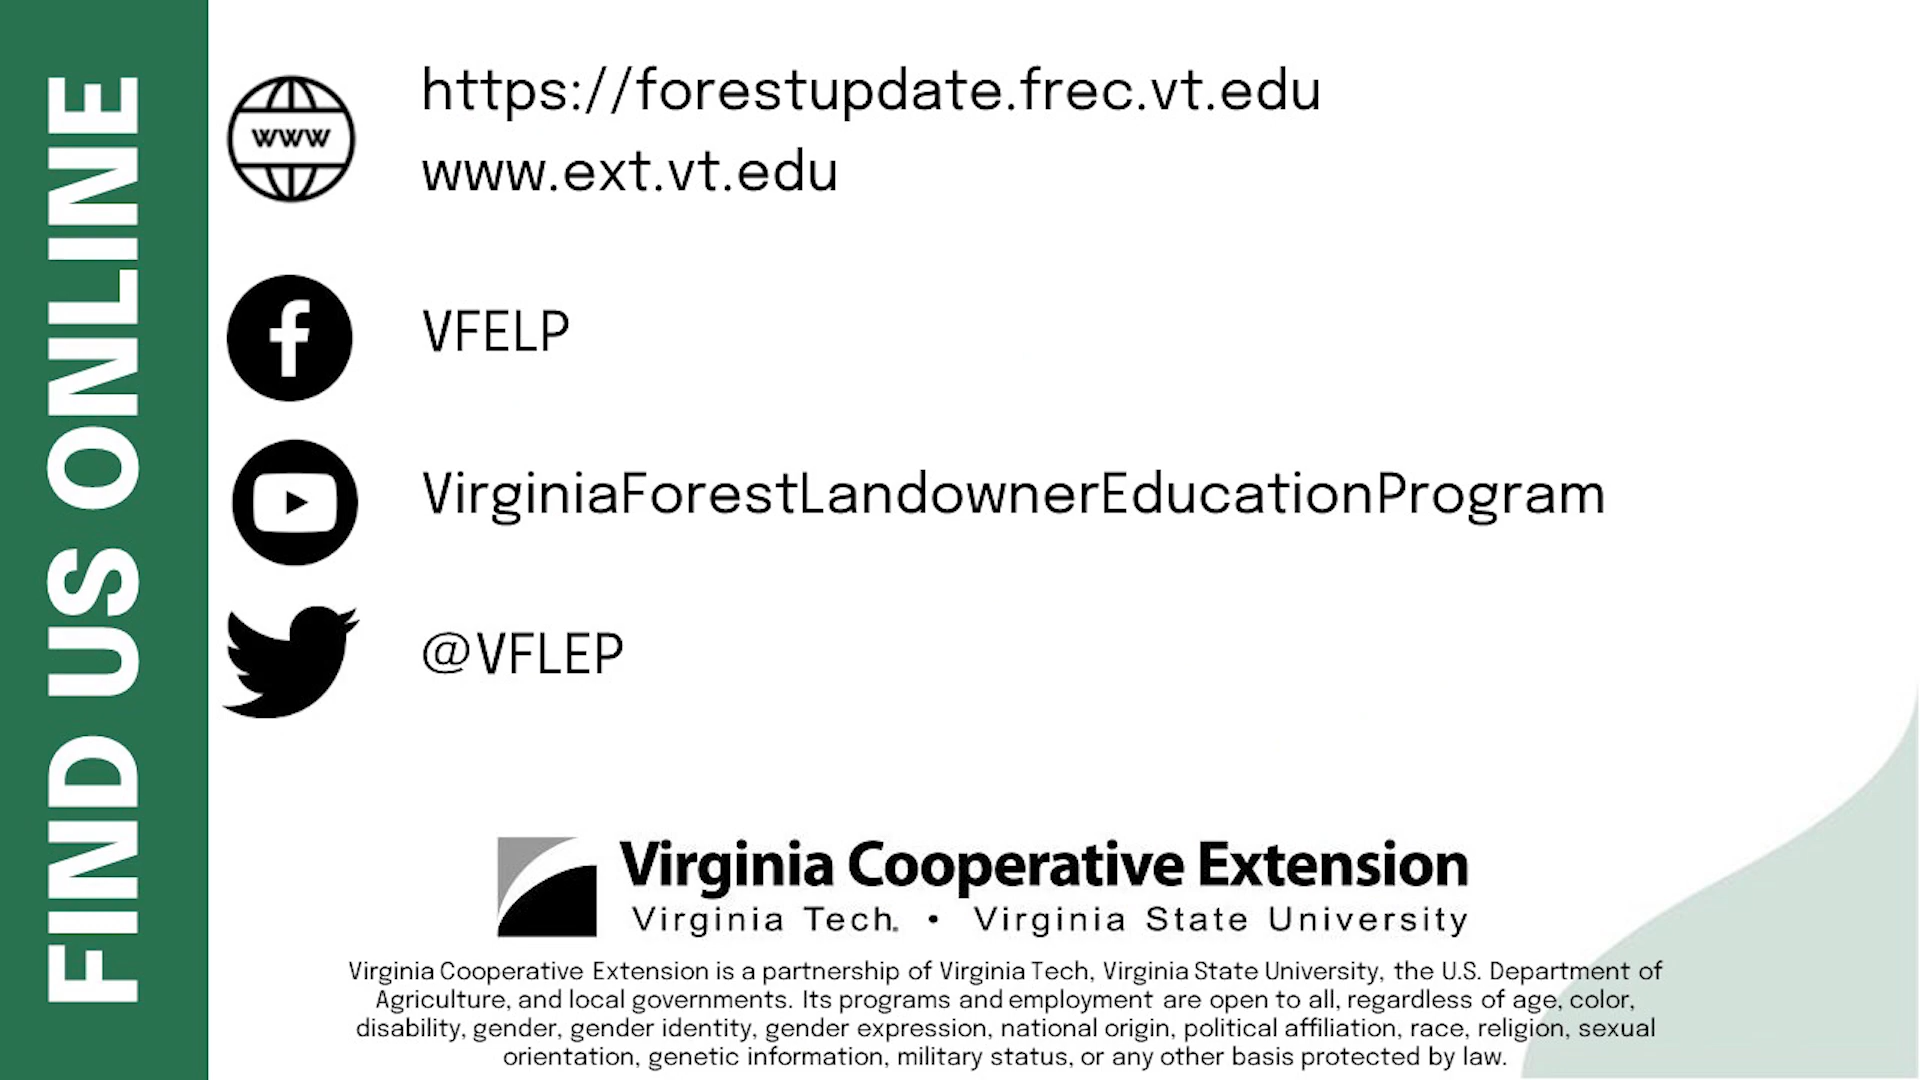 FIND US ONLINE
www
https://forestupdate.frec.vt.edu
www.ext.vt.edu
VFELP
VirginiaForestLandownerEducationProgram
@VFLEP
Virginia Cooperative Extension
Virginia Tech. • Virginia State University
Virginia Cooperative Extension is a partnership of Virginia Tech, Virginia State University, the U.S. Department of
Agriculture, and local governments. Its programs and employment are open to all, regardless of age, color,
disability, gender, gender identity, gender expression, national origin, political affiliation, race, religion, sexual
orientation, genetic information, military status, or any other basis protected by law.